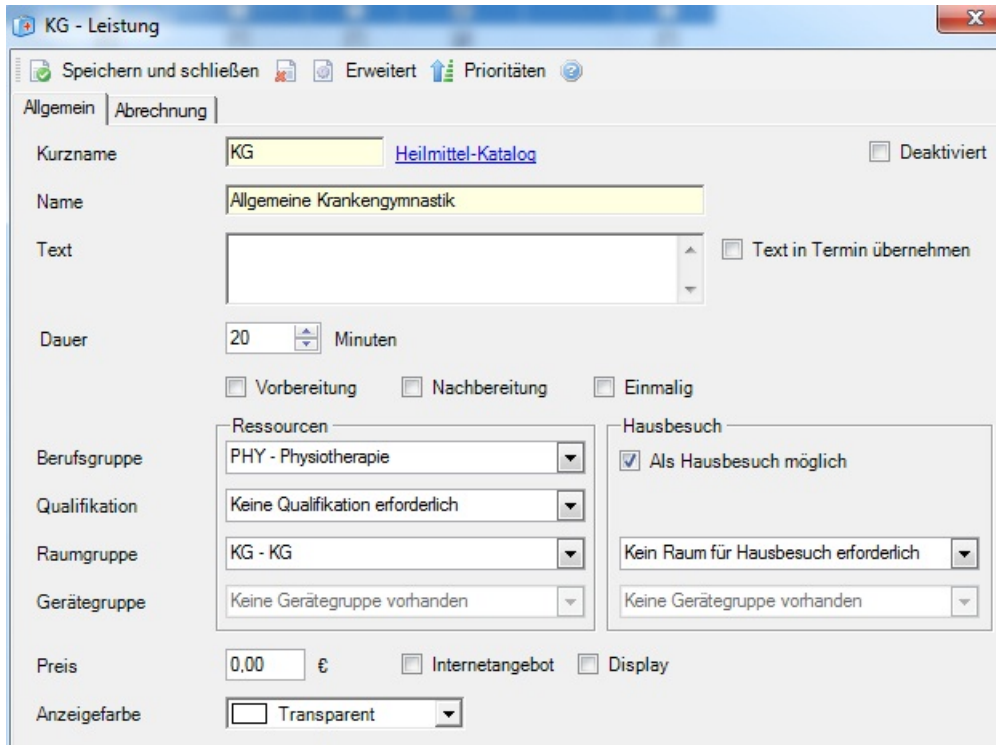 KG - Leistung
Speichern und schließen Erweitert Prioritäten
Allgemein Abrechnung
Kurzname KG Heilmittel-Katalog Deaktiviert
Name Allgemeine Krankengymnastik
Text Text in Termin übernehmen
Dauer 20 Minuten
Vorbereitung Nachbereitung Einmalig
Ressourcen Hausbesuch
Berufsgruppe PHY - Physiotherapie Als Hausbesuch möglich
Qualifikation Keine Qualifikation erforderlich
Raumgruppe KG - KG Kein Raum für Hausbesuch erforderlich
Gerätegruppe Keine Gerätegruppe vorhanden Keine Gerätegruppe vorhanden
Preis 0,00 € Internetangebot Display
Anzeigefarbe Transparent